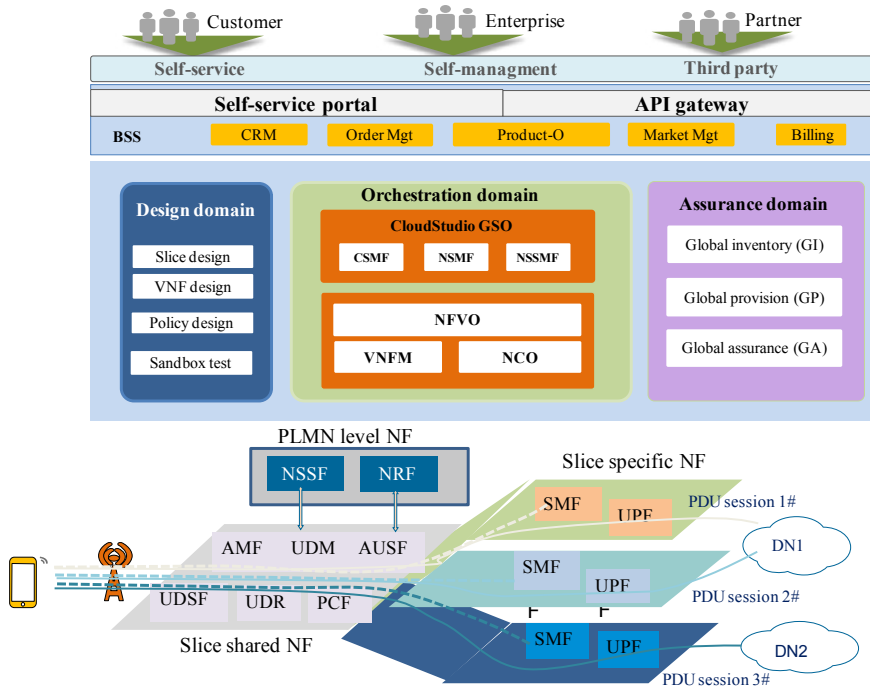 Customer
Enterprise
Partner
Self-service
Self-managment
Third party
Self-service portal
API gateway
BSS
CRM
Order Mgt
Product-O
Market Mgt
Billing
Design domain
Slice design
VNF design
Policy design
Sandbox test
Orchestration domain
CloudStudio GSO
CSMF
NSMF
NSSMF
NFVO
VNFM
NCO
Assurance domain
Global inventory (GI)
Global provision (GP)
Global assurance (GA)
PLMN level NF
NSSF
NRF
Slice specific NF
SMF
UPF
PDU session 1#
AMF
UDM
AUSF
DN1
SMF
UPF
UDSF
UDR
PCF
PDU session 2#
Slice shared NF
SMF
UPF
DN2
PDU session 3#